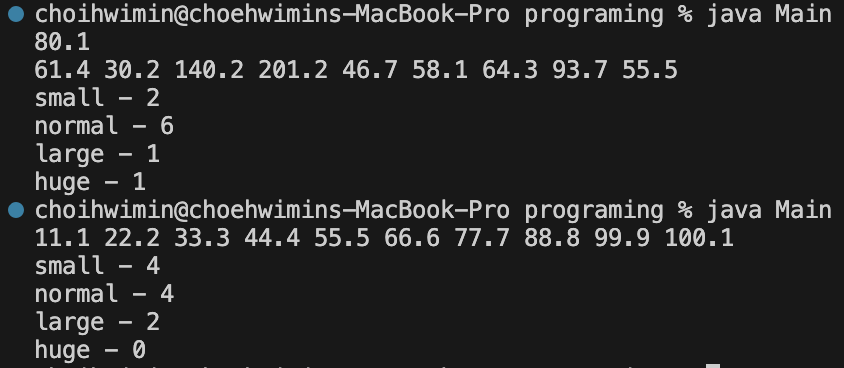 choihwimin@choehwimins-MacBook-Pro programing % java Main
80.1
61.4 30.2 140.2 201.2 46.7 58.1 64.3 93.7 55.5
small - 2
normal - 6
large - 1
huge - 1
choihwimin@choehwimins-MacBook-Pro programing % java Main
11.1 22.2 33.3 44.4 55.5 66.6 77.7 88.8 99.9 100.1
small - 4
normal - 4
large - 2
huge - 0